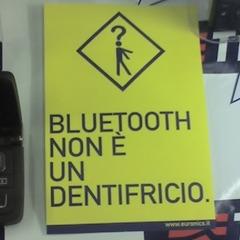 ?
BLUETOOTH
NON È
UN
DENTIFRICIO.
www.euronics.it